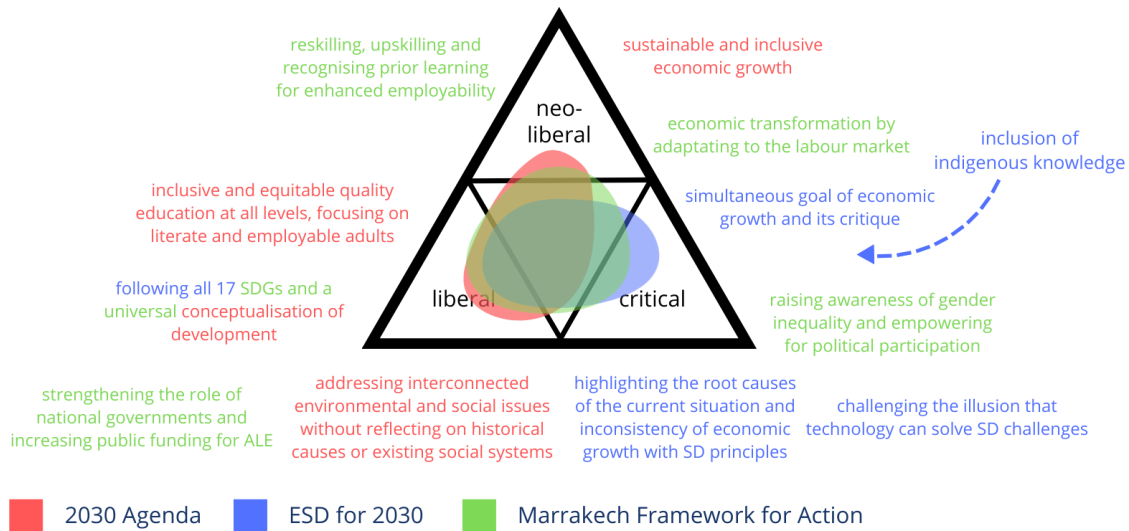 reskilling, upskilling and
recognising prior learning
for enhanced employability
sustainable and inclusive
economic growth
neo-
liberal
economic transformation by
adaptating to the labour market
inclusion of
indigenous knowledge
inclusive and equitable quality
education at all levels, focusing on
literate and employable adults
simultaneous goal of economic
growth and its critique
following all 17 SDGs and a
universal conceptualisation of
development
liberal
critical
raising awareness of gender
inequality and empowering
for political participation
strengthening the role of
national governments and
increasing public funding for ALE
addressing interconnected
environmental and social issues
without reflecting on historical
causes or existing social systems
highlighting the root causes
of the current situation and
inconsistency of economic
growth with SD principles
challenging the illusion that
technology can solve SD challenges
2030 Agenda
ESD for 2030
Marrakech Framework for Action